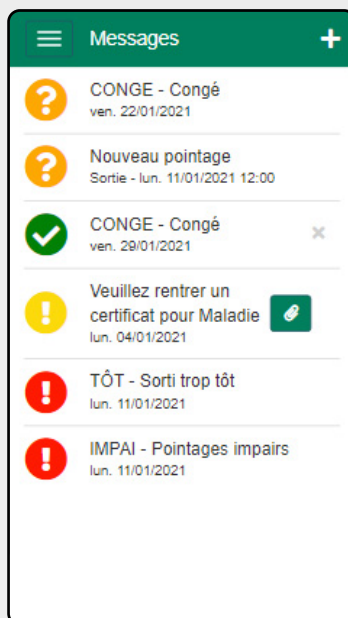 Messages
CONGE - Congé
ven. 22/01/2021
Nouveau pointage
Sortie - lun. 11/01/2021 12:00
CONGE - Congé
ven. 29/01/2021
Veuillez rentrer un
certificat pour Maladie
lun. 04/01/2021
TÔT - Sorti trop tôt
lun. 11/01/2021
IMPAI - Pointages impairs
lun. 11/01/2021